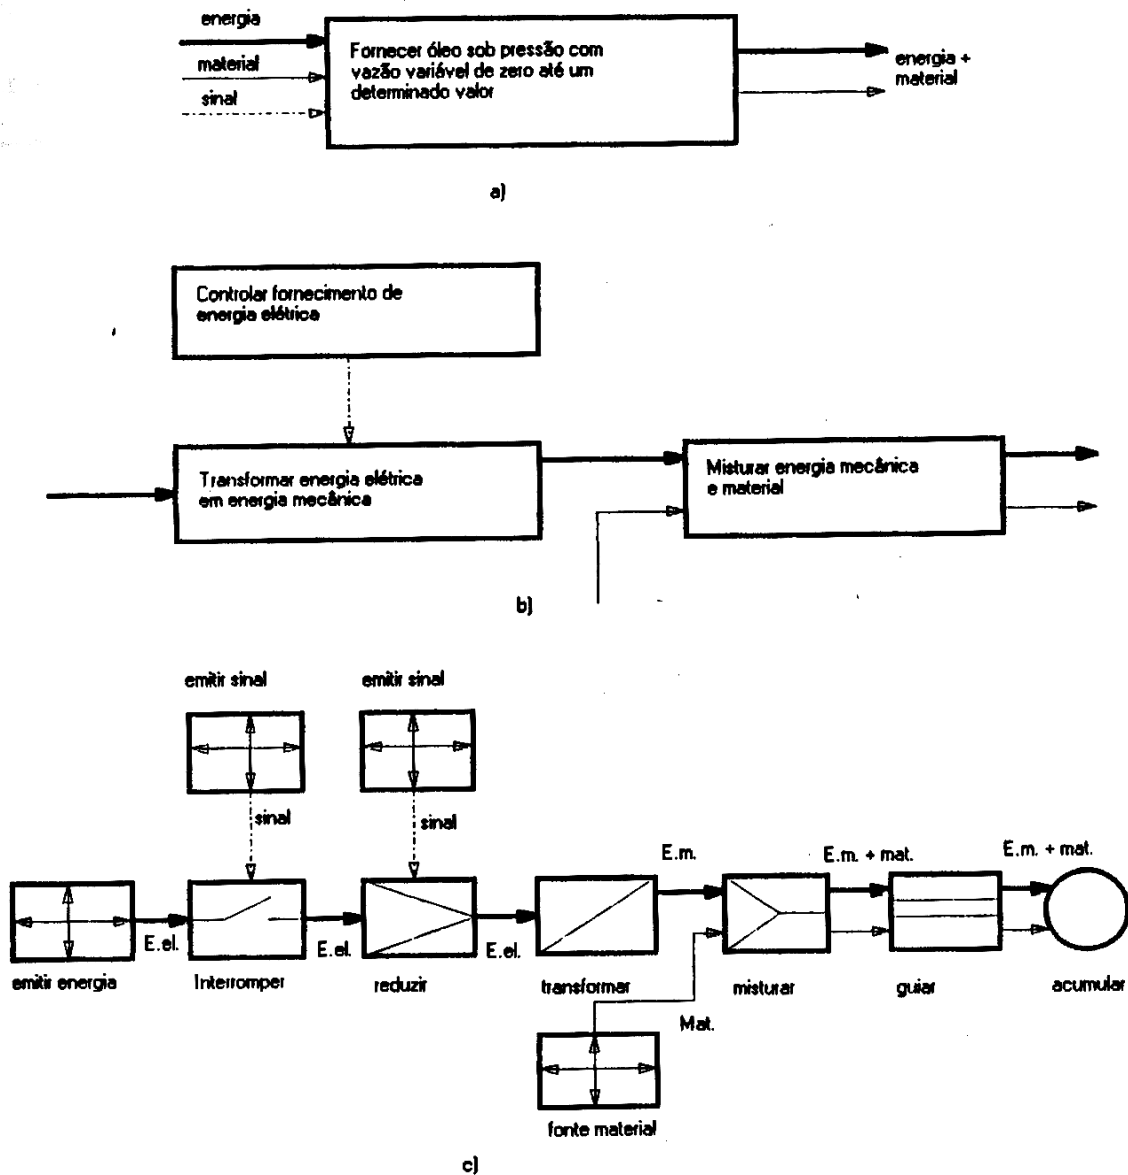 energia
material
sinal
Fornecer óleo sob pressão com
vazão variável de zero até um
determinado valor
energia +
material
a)
Controlar fornecimento de
energia elétrica
Transformar energia elétrica
em energia mecânica
Misturar energia mecânica
e material
b)
emitir sinal
emitir sinal
sinal
sinal
E.m.
E.m. + mat.
E.m. + mat.
E.el.
E.el.
E.el.
emitir energia
Interromper
reduzir
transformar
misturar
guiar
acumular
Mat.
fonte material
c)